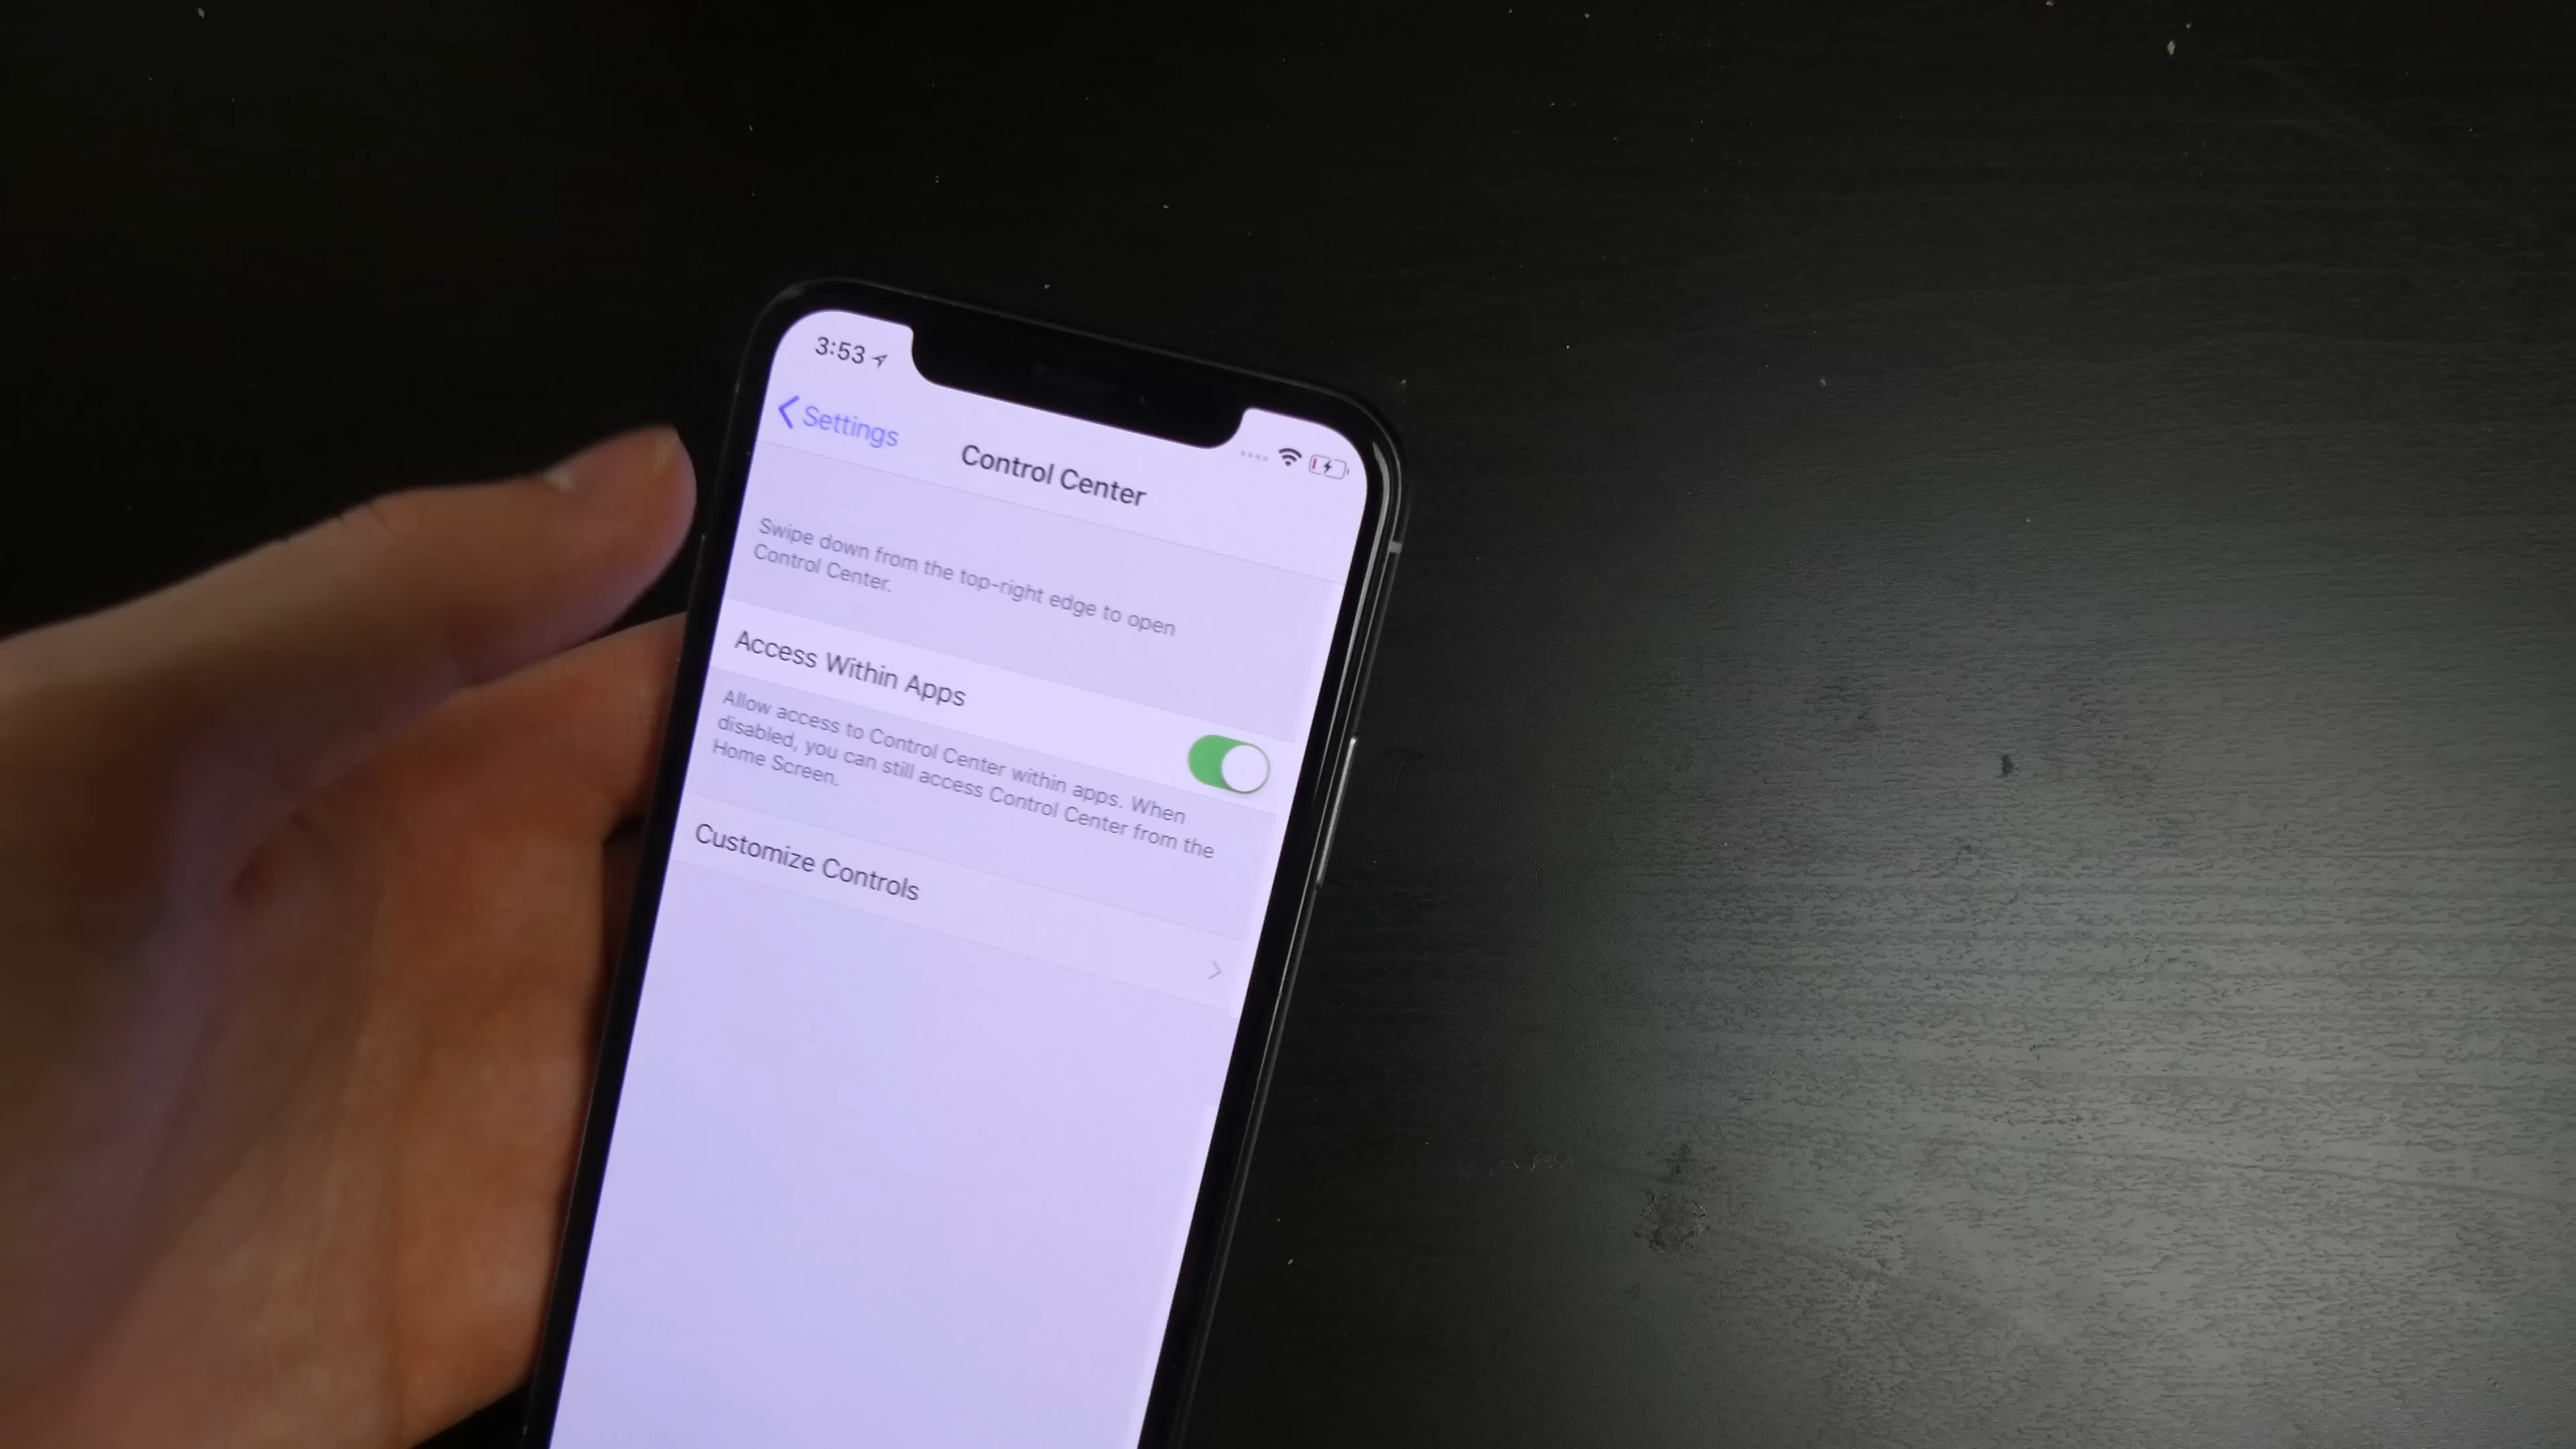 3:53
Settings
Control Center
Swipe down from the top-right edge to open
Control Center.
Access Within Apps
Allow access to Control Center within apps. When
disabled, you can still access Control Center from the
Home Screen.
Customize Controls